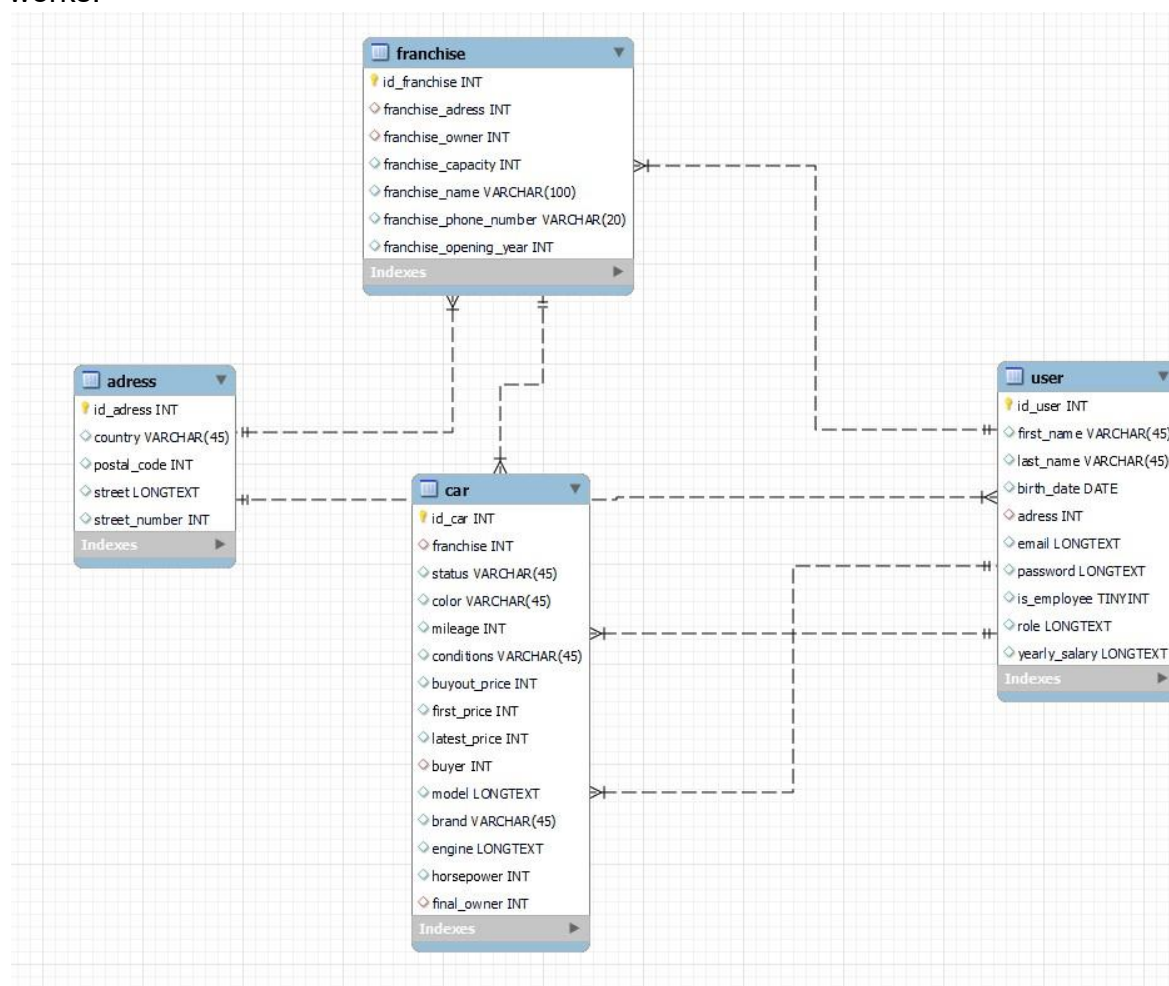 works.
franchise
id_franchise INT
franchise_adress INT
franchise_owner INT
franchise_capacity INT
franchise_name VARCHAR(100)
franchise_phone_number VARCHAR(20)
franchise_opening_year INT
Indexes
adress
id_adress INT
country VARCHAR(45)
postal_code INT
street LONGTEXT
street_number INT
Indexes
car
id_car INT
franchise INT
status VARCHAR(45)
color VARCHAR(45)
mileage INT
conditions VARCHAR(45)
buyout_price INT
first_price INT
latest_price INT
buyer INT
model LONGTEXT
brand VARCHAR(45)
engine LONGTEXT
horsepower INT
final_owner INT
Indexes
user
id_user INT
first_name VARCHAR(45)
last_name VARCHAR(45)
birth_date DATE
adress INT
email LONGTEXT
password LONGTEXT
is_employee TINYINT
role LONGTEXT
yearly_salary LONGTEXT
Indexes